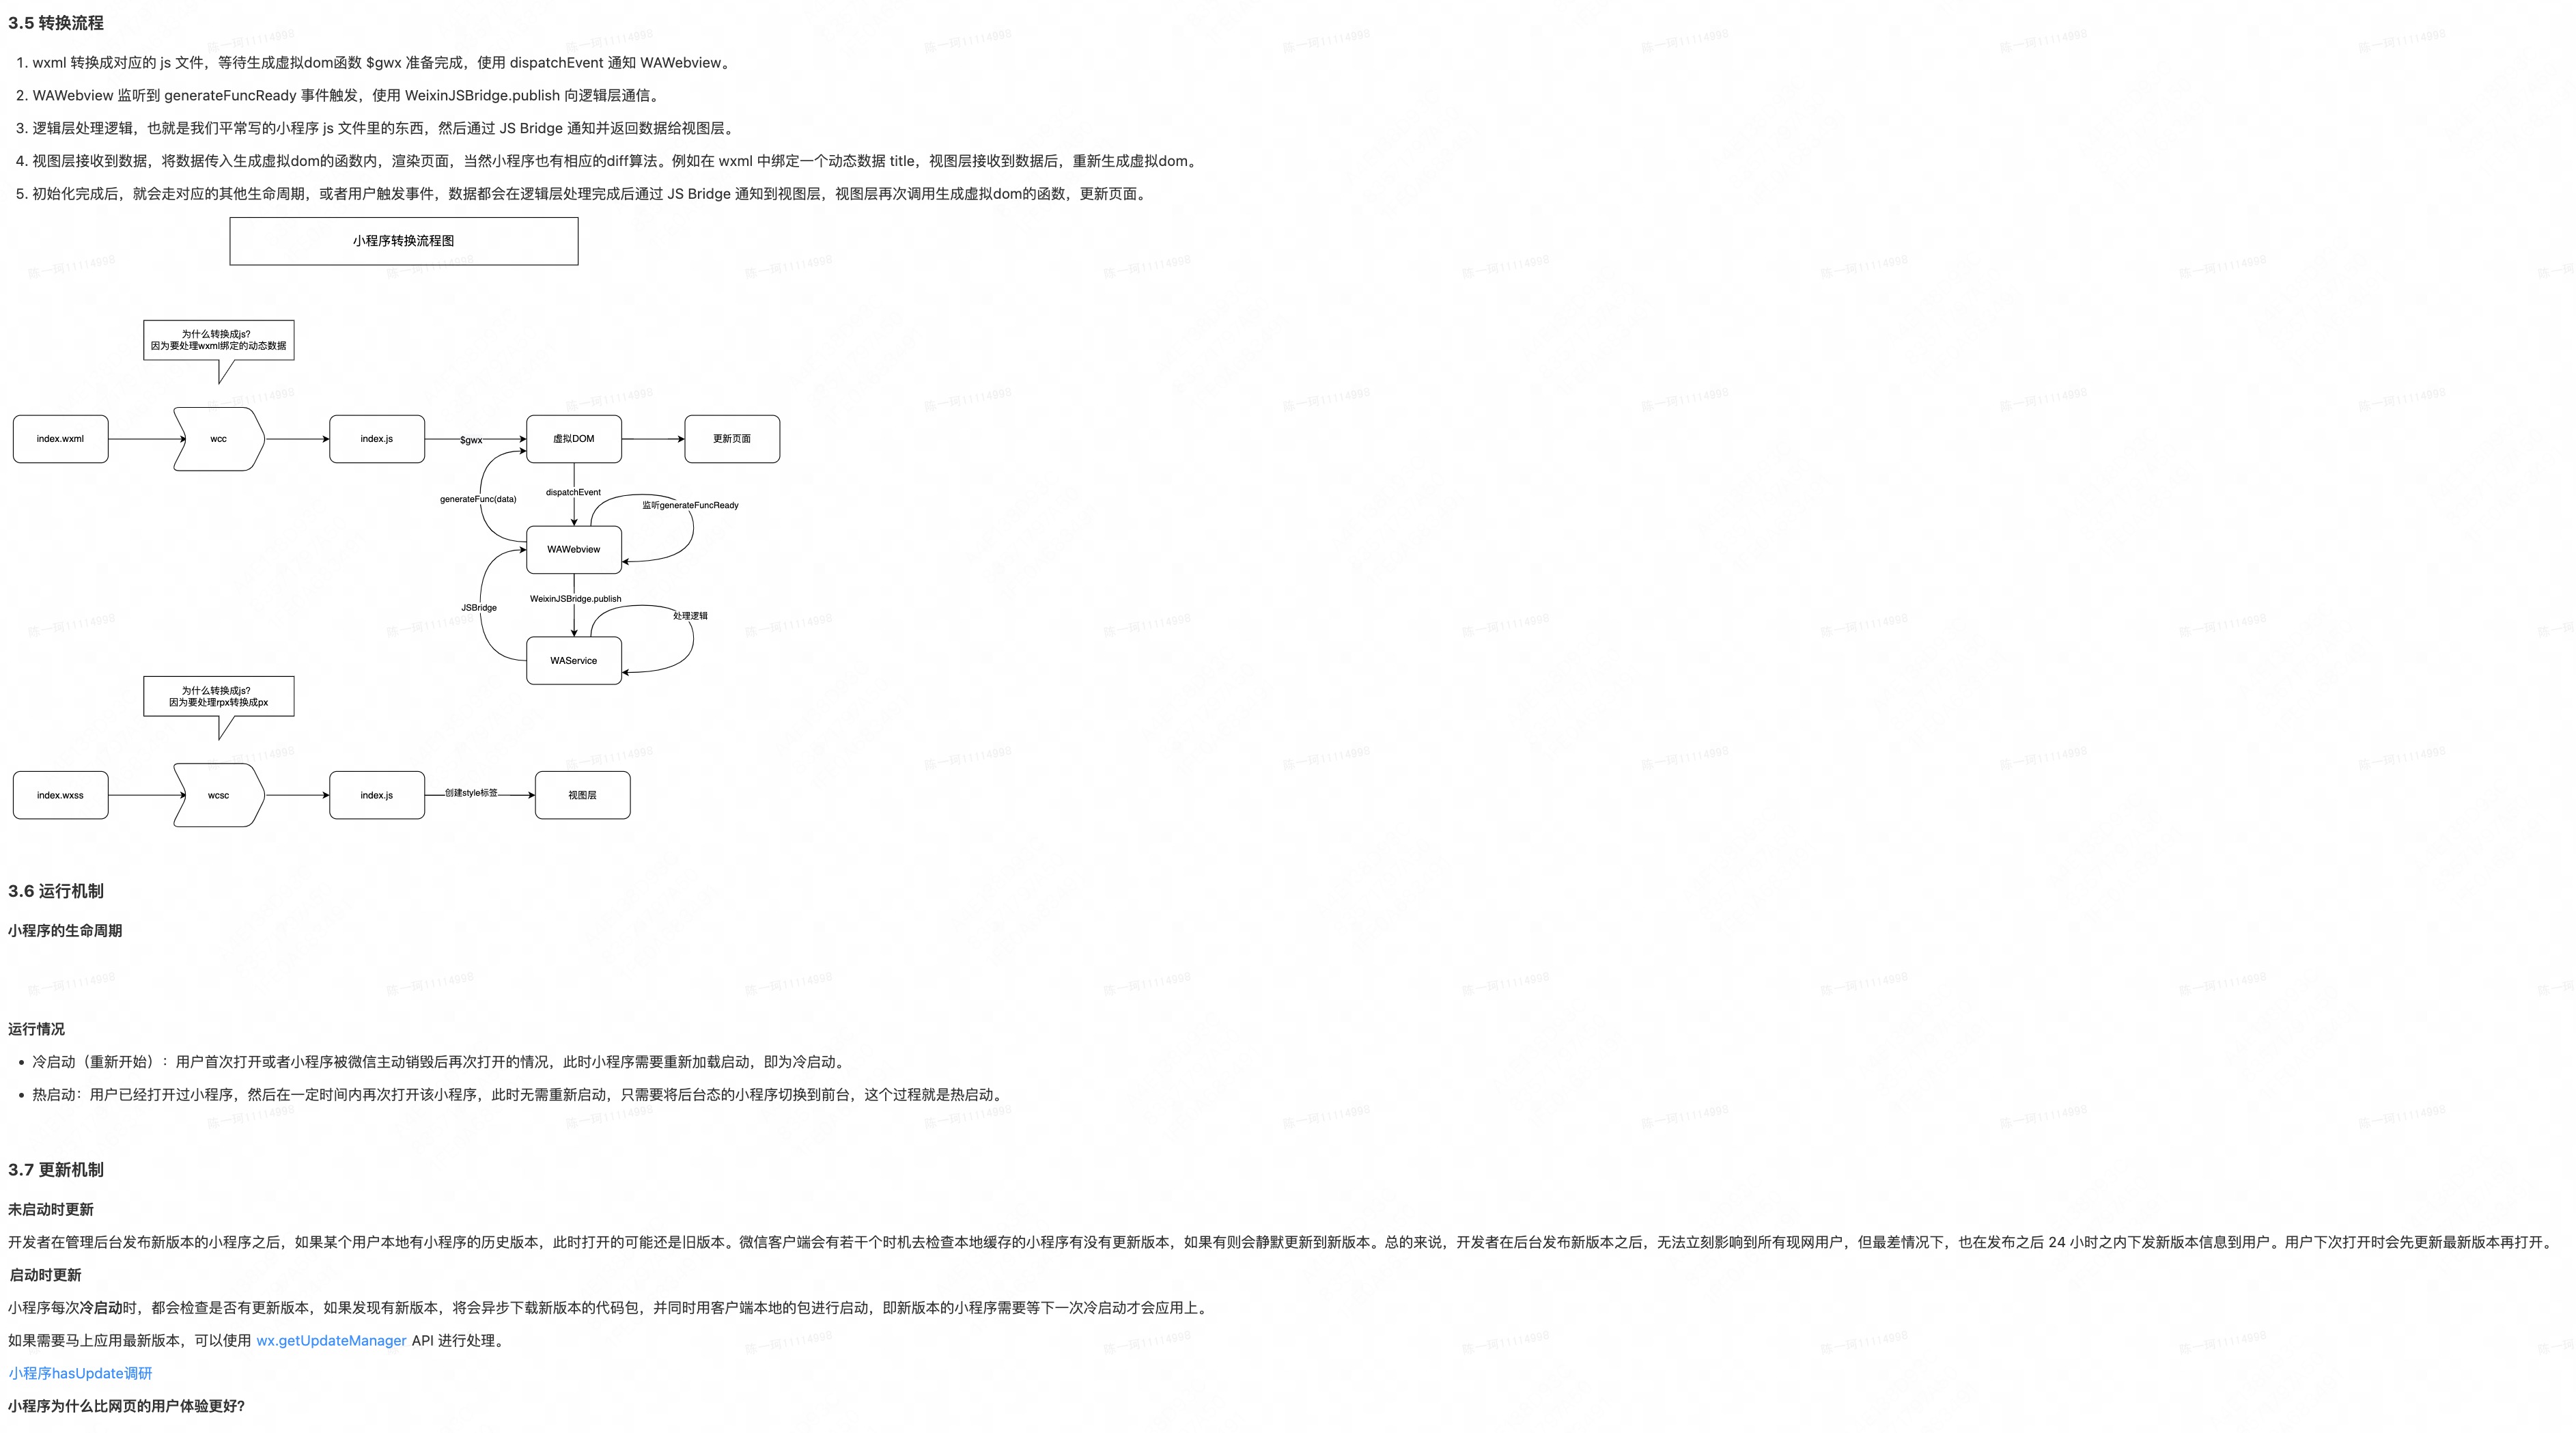 3.5 转换流程
1. wxml 转换成对应的 js 文件，等待生成虚拟dom函数 $gwx 准备完成，使用 dispatchEvent 通知 WAWebview。
2. WAWebview 监听到 generateFuncReady 事件触发，使用 WeixinJSBridge.publish 向逻辑层通信。
3. 逻辑层处理逻辑，也就是我们平常写的小程序 js 文件里的东西，然后通过 JS Bridge 通知并返回数据给视图层。
4. 视图层接收到数据，将数据传入生成虚拟dom的函数内，渲染页面，当然小程序也有相应的diff算法。例如在 wxml 中绑定一个动态数据 title，视图层接收到数据后，重新生成虚拟dom。
5. 初始化完成后，就会走对应的其他生命周期，或者用户触发事件，数据都会在逻辑层处理完成后通过 JS Bridge 通知到视图层，视图层再次调用生成虚拟dom的函数，更新页面。
小程序转换流程图
为什么转换成js?
因为要处理wxml绑定的动态数据
index.wxml
wcc
index.js
$gwx
虚拟DOM
更新页面
generateFunc(data)
dispatchEvent
监听generateFuncReady
WAWebview
JSBridge
WeixinJSBridge.publish
处理逻辑
WAService
为什么转换成js?
因为要处理rpx转换成px
index.wxss
wcsc
index.js
创建style标签
视图层
3.6 运行机制
小程序的生命周期
运行情况
• 冷启动（重新开始）：用户首次打开或者小程序被微信主动销毁后再次打开的情况，此时小程序需要重新加载启动，即为冷启动。
• 热启动：用户已经打开过小程序，然后在一定时间内再次打开该小程序，此时无需重新启动，只需要将后台态的小程序切换到前台，这个过程就是热启动。
3.7 更新机制
未启动时更新
开发者在管理后台发布新版本的小程序之后，如果某个用户本地有小程序的历史版本，此时打开的可能还是旧版本。微信客户端会有若干个时机去检查本地缓存的小程序有没有更新版本，如果有则会静默更新到新版本。总的来说，开发者在后台发布新版本之后，无法立刻影响到所有现网用户，但最差情况下，也在发布之后 24 小时之内下发新版本信息到用户。用户下次打开时会先更新最新版本再打开。
启动时更新
小程序每次冷启动时，都会检查是否有更新版本，如果发现有新版本，将会异步下载新版本的代码包，并同时用客户端本地的包进行启动，即新版本的小程序需要等下一次冷启动才会应用上。
如果需要马上应用最新版本，可以使用 wx.getUpdateManager API 进行处理。
小程序hasUpdate调研
小程序为什么比网页的用户体验更好?
陈一珂11114998